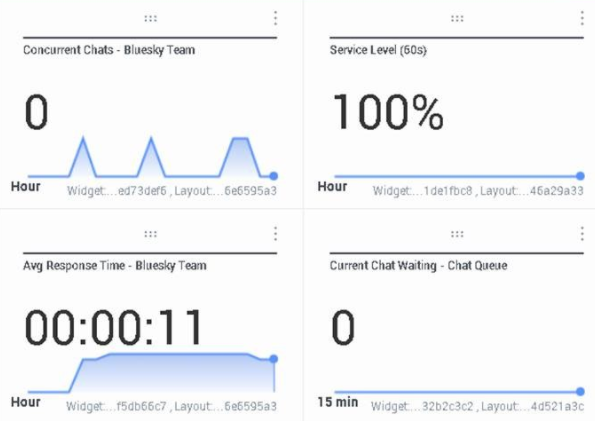 Concurrent Chats - Bluesky Team
0
Hour Widget:...ed73def6 , Layout:...6e6595a3
Service Level (60s)
100%
Hour Widget:...1de1fbc8 , Layout:...46a29a33
Avg Response Time - Bluesky Team
00:00:11
Hour Widget:...f5db66c7 , Layout:...6e6595a3
Current Chat Waiting - Chat Queue
0
15 min Widget:...32b2c3c2 , Layout:...4d521a3c